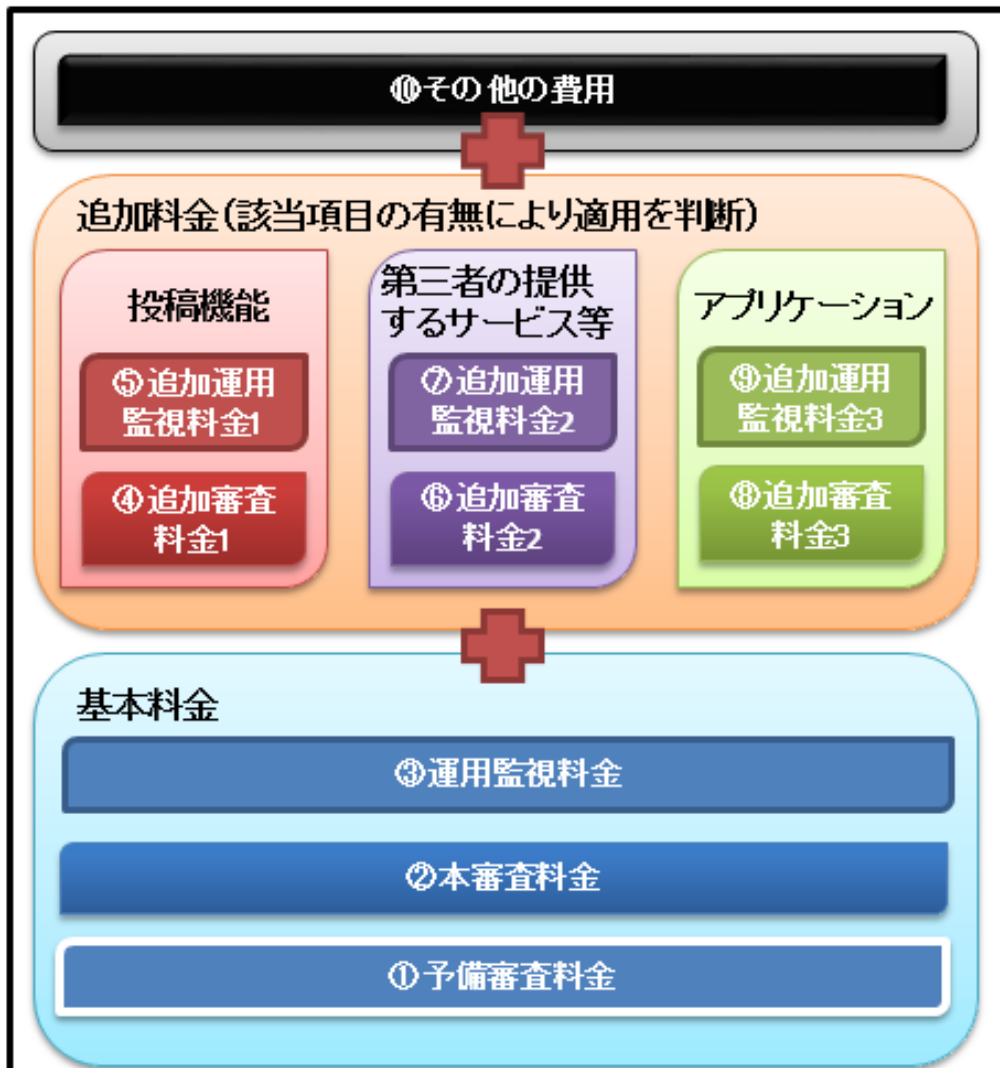 ⑩その他の費用
追加料金(該当項目の有無により適用を判断)
投稿機能
⑤追加運用
監視料金1
④追加審査
料金1
第三者の提供
するサービス等
⑦追加運用
監視料金2
⑥追加審査
料金2
アプリケーション
⑨追加運用
監視料金3
⑧追加審査
料金3
基本料金
③運用監視料金
②本審査料金
①予備審査料金